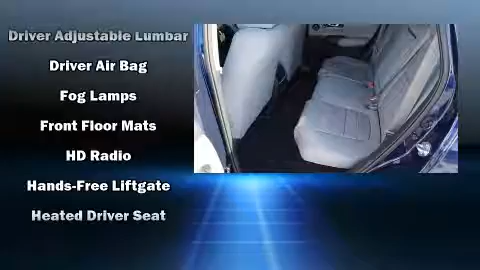 Driver Adjustable Lumbar
Driver Air Bag
Fog Lamps
Front Floor Mats
HD Radio
Hands-Free Liftgate
Heated Driver Seat